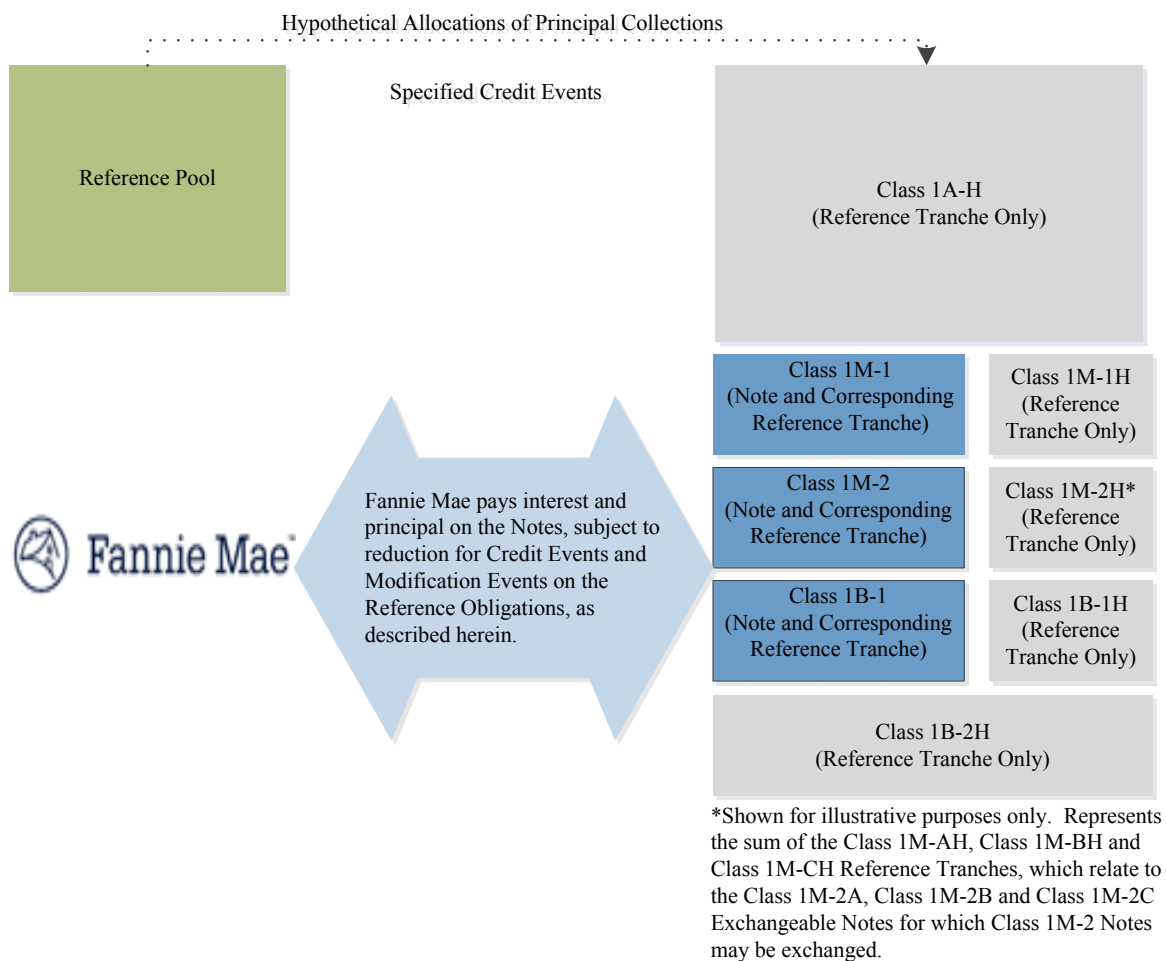 Hypothetical Allocations of Principal Collections
Specified Credit Events
Reference Pool
Class 1A-H
(Reference Tranche Only)
Class 1M-1
(Note and Corresponding
Reference Tranche)
Class 1M-1H
(Reference
Tranche Only)
Class 1M-2
(Note and Corresponding
Reference Tranche)
Class 1M-2H*
(Reference
Tranche Only)
Fannie Mae pays interest and
principal on the Notes, subject to
reduction for Credit Events and
Modification Events on the
Reference Obligations, as
described herein.
Fannie Mae™
Class 1B-1
(Note and Corresponding
Reference Tranche)
Class 1B-1H
(Reference
Tranche Only)
Class 1B-2H
(Reference Tranche Only)
*Shown for illustrative purposes only. Represents
the sum of the Class 1M-AH, Class 1M-BH and
Class 1M-CH Reference Tranches, which relate to
the Class 1M-2A, Class 1M-2B and Class 1M-2C
Exchangeable Notes for which Class 1M-2 Notes
may be exchanged.